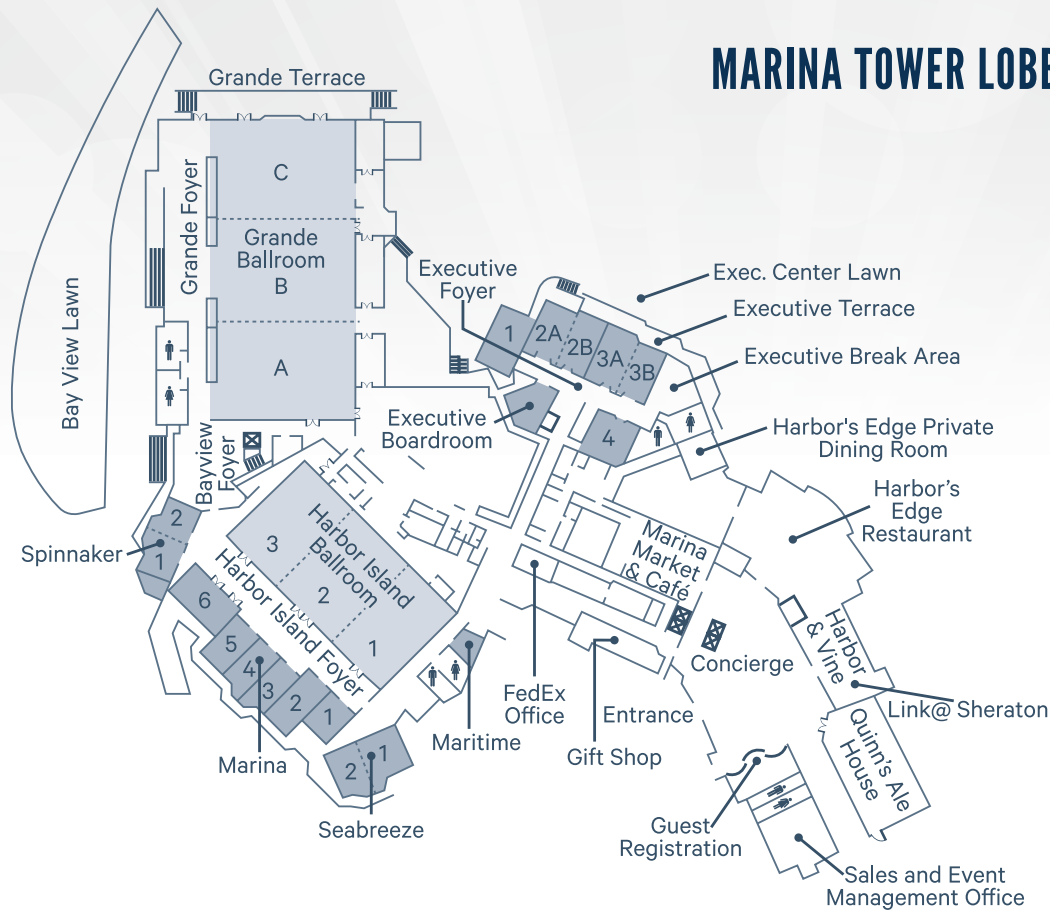 MARINA TOWER LOBB
Grande Terrace
C
Grande Foyer
Grande
Ballroom
B
A
Bay View Lawn
Executive
Foyer
Exec. Center Lawn
Executive Terrace
Executive Break Area
1
2A
2B
3A
3B
4
Executive
Boardroom
Harbor's Edge Private
Dining Room
Harbor's
Edge
Restaurant
Bayview
Foyer
2
1
Spinnaker
Harbor Island
Ballroom
3
2
1
Harbor Island Foyer
6
5
4
3
2
1
Marina
Marina
Market
& Café
Harbor
& Vine
Concierge
Link@ Sheraton
FedEx
Office
Entrance
Gift Shop
Maritime
1
2
Seabreeze
Quinn's Ale
House
Guest
Registration
Sales and Event
Management Office